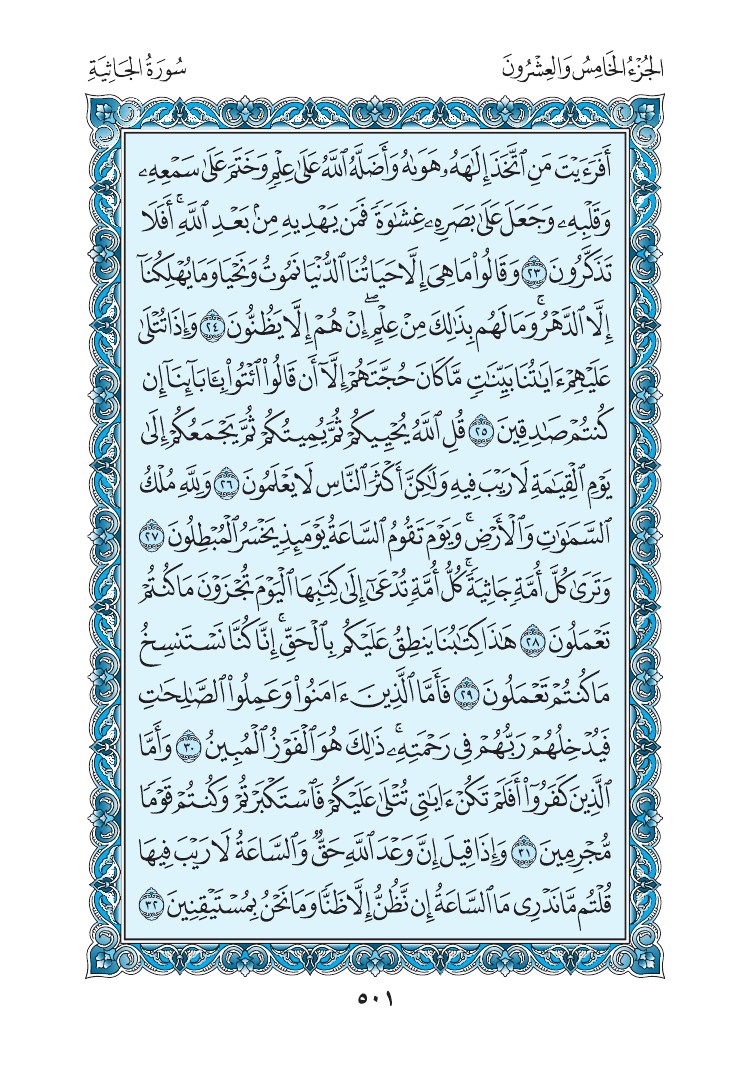 الجُزْءُ الخَامِسُ وَالعِشْرُونَ
سُورَةُ الجَاثِيَةِ
أَفَرَءَيْتَ مَنِ ٱتَّخَذَ إِلَٰهَهُۥ هَوَىٰهُ وَأَضَلَّهُ ٱللَّهُ عَلَىٰ عِلْمٍ وَخَتَمَ عَلَىٰ سَمْعِهِۦ
وَقَلْبِهِۦ وَجَعَلَ عَلَىٰ بَصَرِهِۦ غِشَٰوَةً فَمَن يَهْدِيهِ مِنۢ بَعْدِ ٱللَّهِ ۚ أَفَلَا
تَذَكَّرُونَ ٢٣ وَقَالُوا۟ مَا هِىَ إِلَّا حَيَاتُنَا ٱلدُّنْيَا نَمُوتُ وَنَحْيَا وَمَا يُهْلِكُنَآ
إِلَّا ٱلدَّهْرُ ۚ وَمَا لَهُم بِذَٰلِكَ مِنْ عِلْمٍ ۖ إِنْ هُمْ إِلَّا يَظُنُّونَ ٢٤ وَإِذَا تُتْلَىٰ
عَلَيْهِمْ ءَايَٰتُنَا بَيِّنَٰتٍ مَّا كَانَ حُجَّتَهُمْ إِلَّآ أَن قَالُوا۟ ٱئْتُوا۟ بِـَٔابَآئِنَآ إِن
كُنتُمْ صَٰدِقِينَ ٢٥ قُلِ ٱللَّهُ يُحْيِيكُمْ ثُمَّ يُمِيتُكُمْ ثُمَّ يَجْمَعُكُمْ إِلَىٰ
يَوْمِ ٱلْقِيَٰمَةِ لَا رَيْبَ فِيهِ وَلَٰكِنَّ أَكْثَرَ ٱلنَّاسِ لَا يَعْلَمُونَ ٢٦ وَلِلَّهِ مُلْكُ
ٱلسَّمَٰوَٰتِ وَٱلْأَرْضِ ۚ وَيَوْمَ تَقُومُ ٱلسَّاعَةُ يَوْمَئِذٍ يَخْسَرُ ٱلْمُبْطِلُونَ ٢٧
وَتَرَىٰ كُلَّ أُمَّةٍ جَاثِيَةً ۚ كُلُّ أُمَّةٍ تُدْعَىٰٓ إِلَىٰ كِتَٰبِهَا ٱلْيَوْمَ تُجْزَوْنَ مَا كُنتُمْ
تَعْمَلُونَ ٢٨ هَٰذَا كِتَٰبُنَا يَنطِقُ عَلَيْكُم بِٱلْحَقِّ ۚ إِنَّا كُنَّا نَسْتَنسِخُ
مَا كُنتُمْ تَعْمَلُونَ ٢٩ فَأَمَّا ٱلَّذِينَ ءَامَنُوا۟ وَعَمِلُوا۟ ٱلصَّٰلِحَٰتِ
فَيُدْخِلُهُمْ رَبُّهُمْ فِى رَحْمَتِهِۦ ۚ ذَٰلِكَ هُوَ ٱلْفَوْزُ ٱلْمُبِينُ ٣٠ وَأَمَّا
ٱلَّذِينَ كَفَرُوٓا۟ أَفَلَمْ تَكُنْ ءَايَٰتِى تُتْلَىٰ عَلَيْكُمْ فَٱسْتَكْبَرْتُمْ وَكُنتُمْ قَوْمًا
مُّجْرِمِينَ ٣١ وَإِذَا قِيلَ إِنَّ وَعْدَ ٱللَّهِ حَقٌّ وَٱلسَّاعَةُ لَا رَيْبَ فِيهَا
قُلْتُم مَّا نَدْرِى مَا ٱلسَّاعَةُ إِن نَّظُنُّ إِلَّا ظَنًّا وَمَا نَحْنُ بِمُسْتَيْقِنِينَ ٣٢
٥٠١